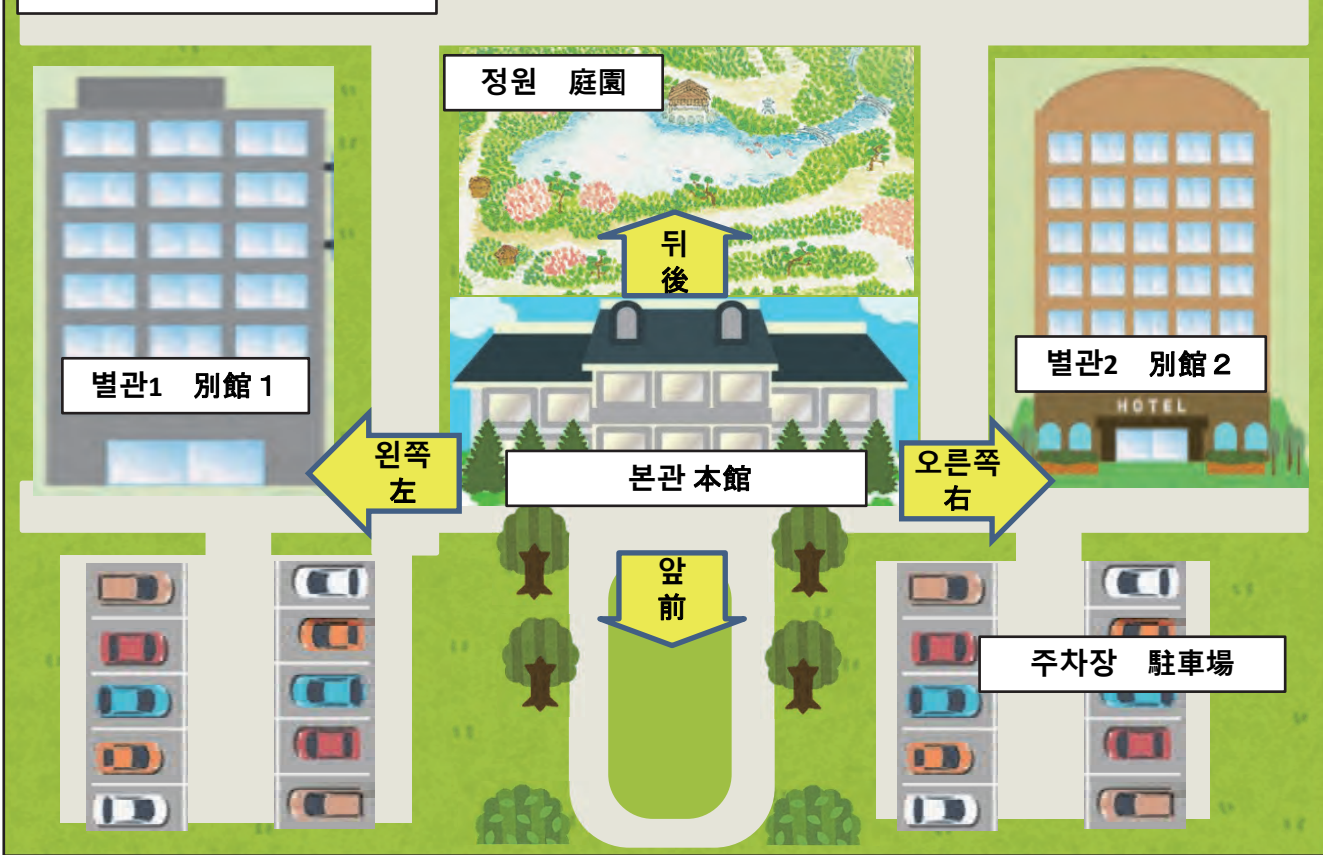 정원　庭園
뒤
後
별관1　別館１
별관2　別館２
HOTEL
왼쪽
左
본관 本館
오른쪽
右
앞
前
주차장　駐車場